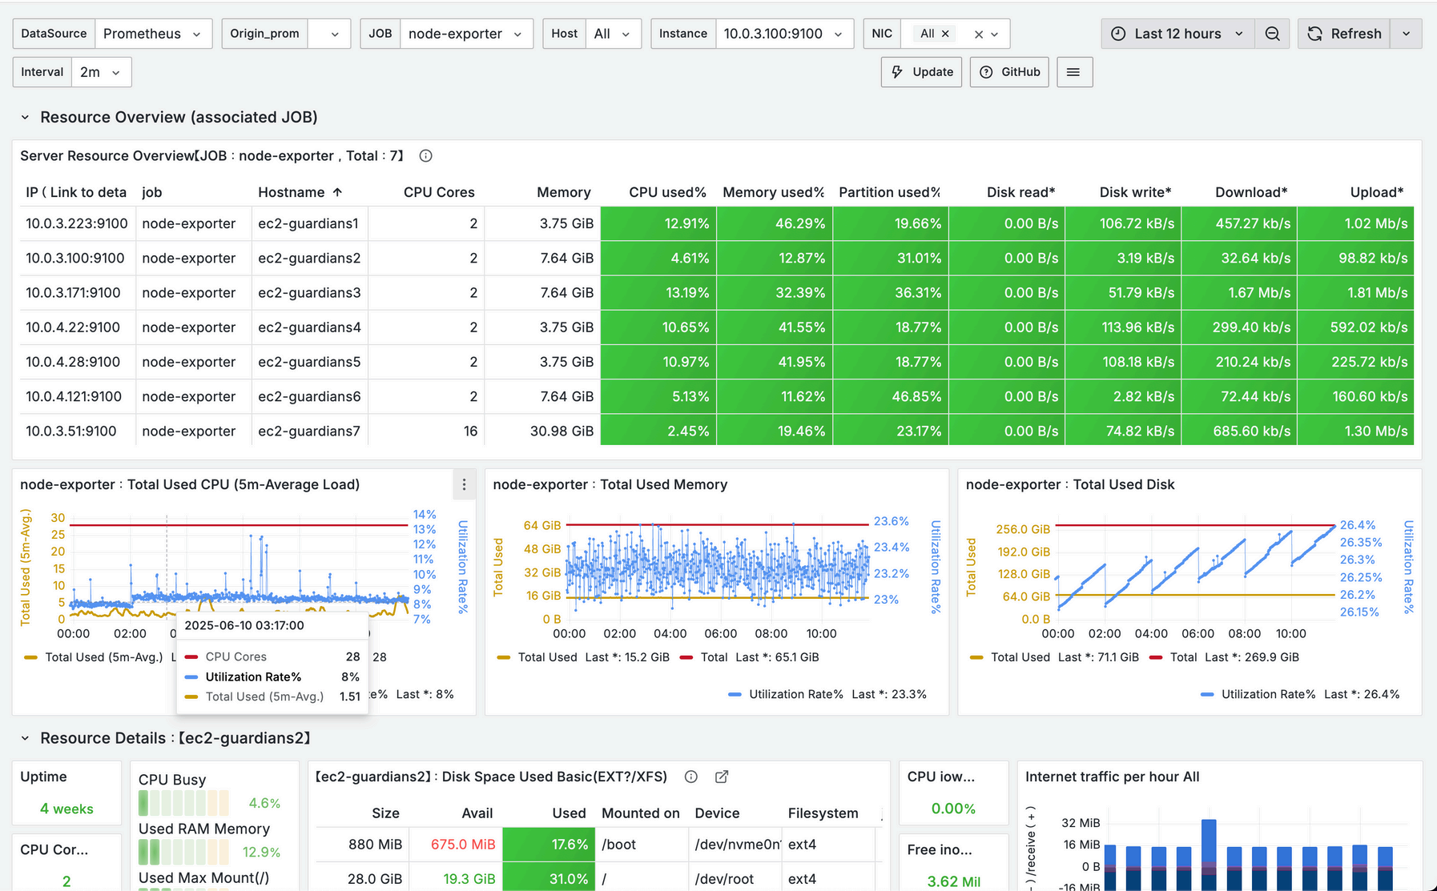 DataSource Prometheus Origin_prom JOB node-exporter Host All Instance 10.0.3.100:9100 NIC All Last 12 hours Refresh
Interval 2m Update GitHub
Resource Overview (associated JOB)
Server Resource Overview【JOB : node-exporter , Total : 7】
IP ( Link to deta job Hostname CPU Cores Memory CPU used% Memory used% Partition used% Disk read* Disk write* Download* Upload*
10.0.3.223:9100 node-exporter ec2-guardians1 2 3.75 GiB 12.91% 46.29% 19.66% 0.00 B/s 106.72 kB/s 457.27 kb/s 1.02 Mb/s
10.0.3.100:9100 node-exporter ec2-guardians2 2 7.64 GiB 4.61% 12.87% 31.01% 0.00 B/s 3.19 kB/s 32.64 kb/s 98.82 kb/s
10.0.3.171:9100 node-exporter ec2-guardians3 2 7.64 GiB 13.19% 32.39% 36.31% 0.00 B/s 51.79 kB/s 1.67 Mb/s 1.81 Mb/s
10.0.4.22:9100 node-exporter ec2-guardians4 2 3.75 GiB 10.65% 41.55% 18.77% 0.00 B/s 113.96 kB/s 299.40 kb/s 592.02 kb/s
10.0.4.28:9100 node-exporter ec2-guardians5 2 3.75 GiB 10.97% 41.95% 18.77% 0.00 B/s 108.18 kB/s 210.24 kb/s 225.72 kb/s
10.0.4.121:9100 node-exporter ec2-guardians6 2 7.64 GiB 5.13% 11.62% 46.85% 0.00 B/s 2.82 kB/s 72.44 kb/s 160.60 kb/s
10.0.3.51:9100 node-exporter ec2-guardians7 16 30.98 GiB 2.45% 19.46% 23.17% 0.00 B/s 74.82 kB/s 685.60 kb/s 1.30 Mb/s
node-exporter : Total Used CPU (5m-Average Load)
Total Used (5m-Avg.)
30
25
20
15
10
5
0
14%
13%
12%
11%
10%
9%
8%
7%
Utilization Rate%
00:00 02:00
Total Used (5m-Avg.) 28
Last *: 8%
2025-06-10 03:17:00
CPU Cores 28
Utilization Rate% 8%
Total Used (5m-Avg.) 1.51
node-exporter : Total Used Memory
Total Used
64 GiB
48 GiB
32 GiB
16 GiB
0 B
23.6%
23.4%
23.2%
23%
Utilization Rate%
00:00 02:00 04:00 06:00 08:00 10:00
Total Used Last *: 15.2 GiB Total Last *: 65.1 GiB
Utilization Rate% Last *: 23.3%
node-exporter : Total Used Disk
Total Used
256.0 GiB
192.0 GiB
128.0 GiB
64.0 GiB
0.0 B
26.4%
26.35%
26.3%
26.25%
26.2%
26.15%
Utilization Rate%
00:00 02:00 04:00 06:00 08:00 10:00
Total Used Last *: 71.1 GiB Total Last *: 269.9 GiB
Utilization Rate% Last *: 26.4%
Resource Details :【ec2-guardians2】
Uptime
4 weeks
CPU Cor...
2
CPU Busy
4.6%
Used RAM Memory
12.9%
Used Max Mount(/)
【ec2-guardians2】: Disk Space Used Basic(EXT?/XFS)
Size Avail Used Mounted on Device Filesystem
880 MiB 675.0 MiB 17.6% /boot /dev/nvme0n ext4
28.0 GiB 19.3 GiB 31.0% / /dev/root ext4
CPU iow...
0.00%
Free ino...
3.62 Mil
Internet traffic per hour All
- ) /receive ( + )
32 MiB
16 MiB
0 B
-16 MiB